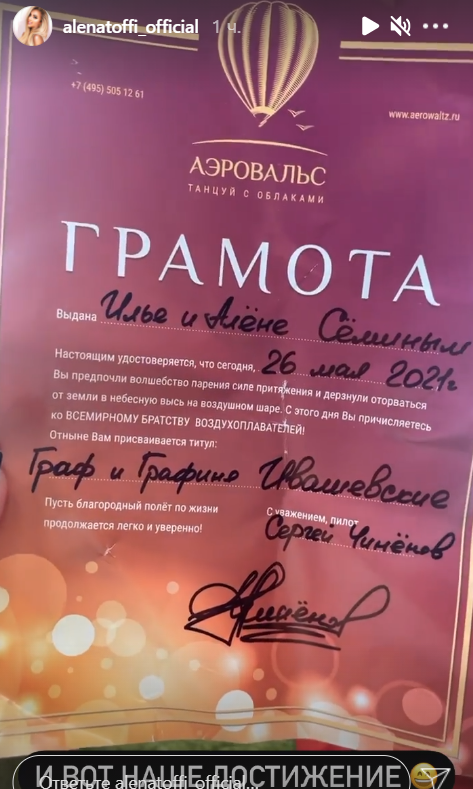 alenatoffi_official 1 ч.
+7 (495) 505 12 61
www.aerowaltz.ru
АЭРОВАЛЬС
ТАНЦУЙ С ОБЛАКАМИ
ГРАМОТА
Выдана Илье и Алёне Сёминым
Настоящим удостоверяется, что сегодня, 26 мая 2021г
Вы предпочли волшебство парения силе притяжения и дерзнули оторваться
от земли в небесную высь на воздушном шаре. С этого дня Вы причисляетесь
ко ВСЕМИРНОМУ БРАТСТВУ ВОЗДУХОПЛАВАТЕЛЕЙ!
Отныне Вам присваивается титул:
Граф и Графиня Ивашевские
Пусть благородный полёт по жизни
продолжается легко и уверенно!
С уважением, пилот
Сергей Чинёнов
Чинёнов
И ВОТ НАШЕ ДОСТИЖЕНИЕ
Ответьте alenatoffi_official...